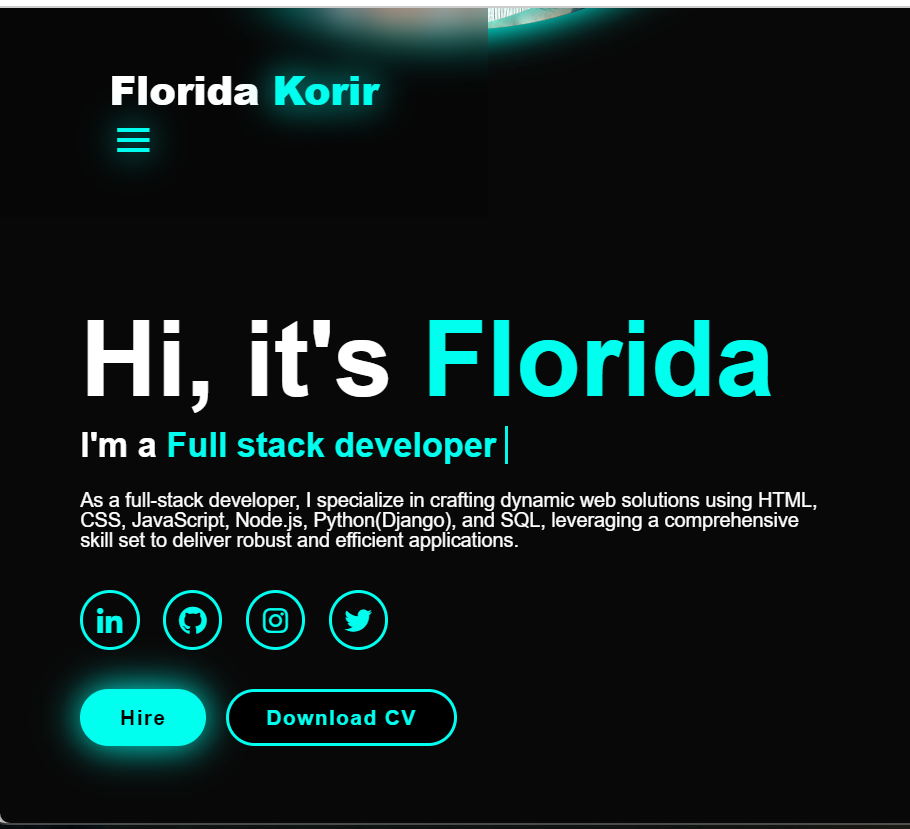 Florida Korir
Hi, it's Florida
I'm a Full stack developer
As a full-stack developer, I specialize in crafting dynamic web solutions using HTML,
CSS, JavaScript, Node.js, Python(Django), and SQL, leveraging a comprehensive
skill set to deliver robust and efficient applications.
in
Hire Download CV